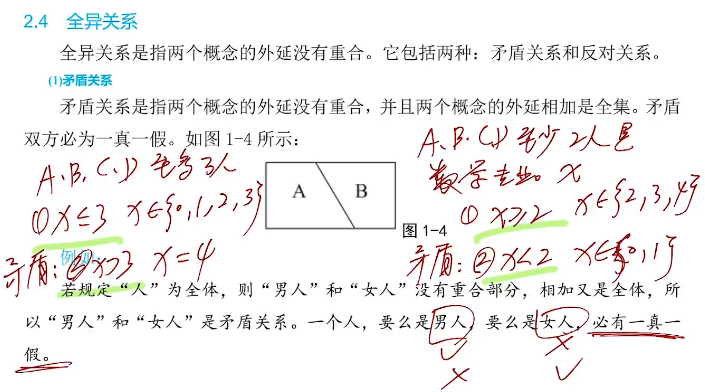 2.4 全异关系
全异关系是指两个概念的外延没有重合。它包括两种：矛盾关系和反对关系。
(1)矛盾关系
矛盾关系是指两个概念的外延没有重合，并且两个概念的外延相加是全集。矛盾
双方必为一真一假。如图 1-4 所示：
A.B.C.D 至多3人
①x≤3 x∈{0,1,2,3}
矛盾：②x>3 x=4
A B
图 1-4
A.B.C.D 至少2人是
数学专业。x
①x≥2 x∈{2,3,4}
矛盾：②x<2 x∈{0,1}
例如：
若规定“人”为全体，则“男人”和“女人”没有重合部分，相加又是全体，所
以“男人”和“女人”是矛盾关系。一个人，要么是男人，要么是女人，必有一真一
假。
✓ ×
× ✓